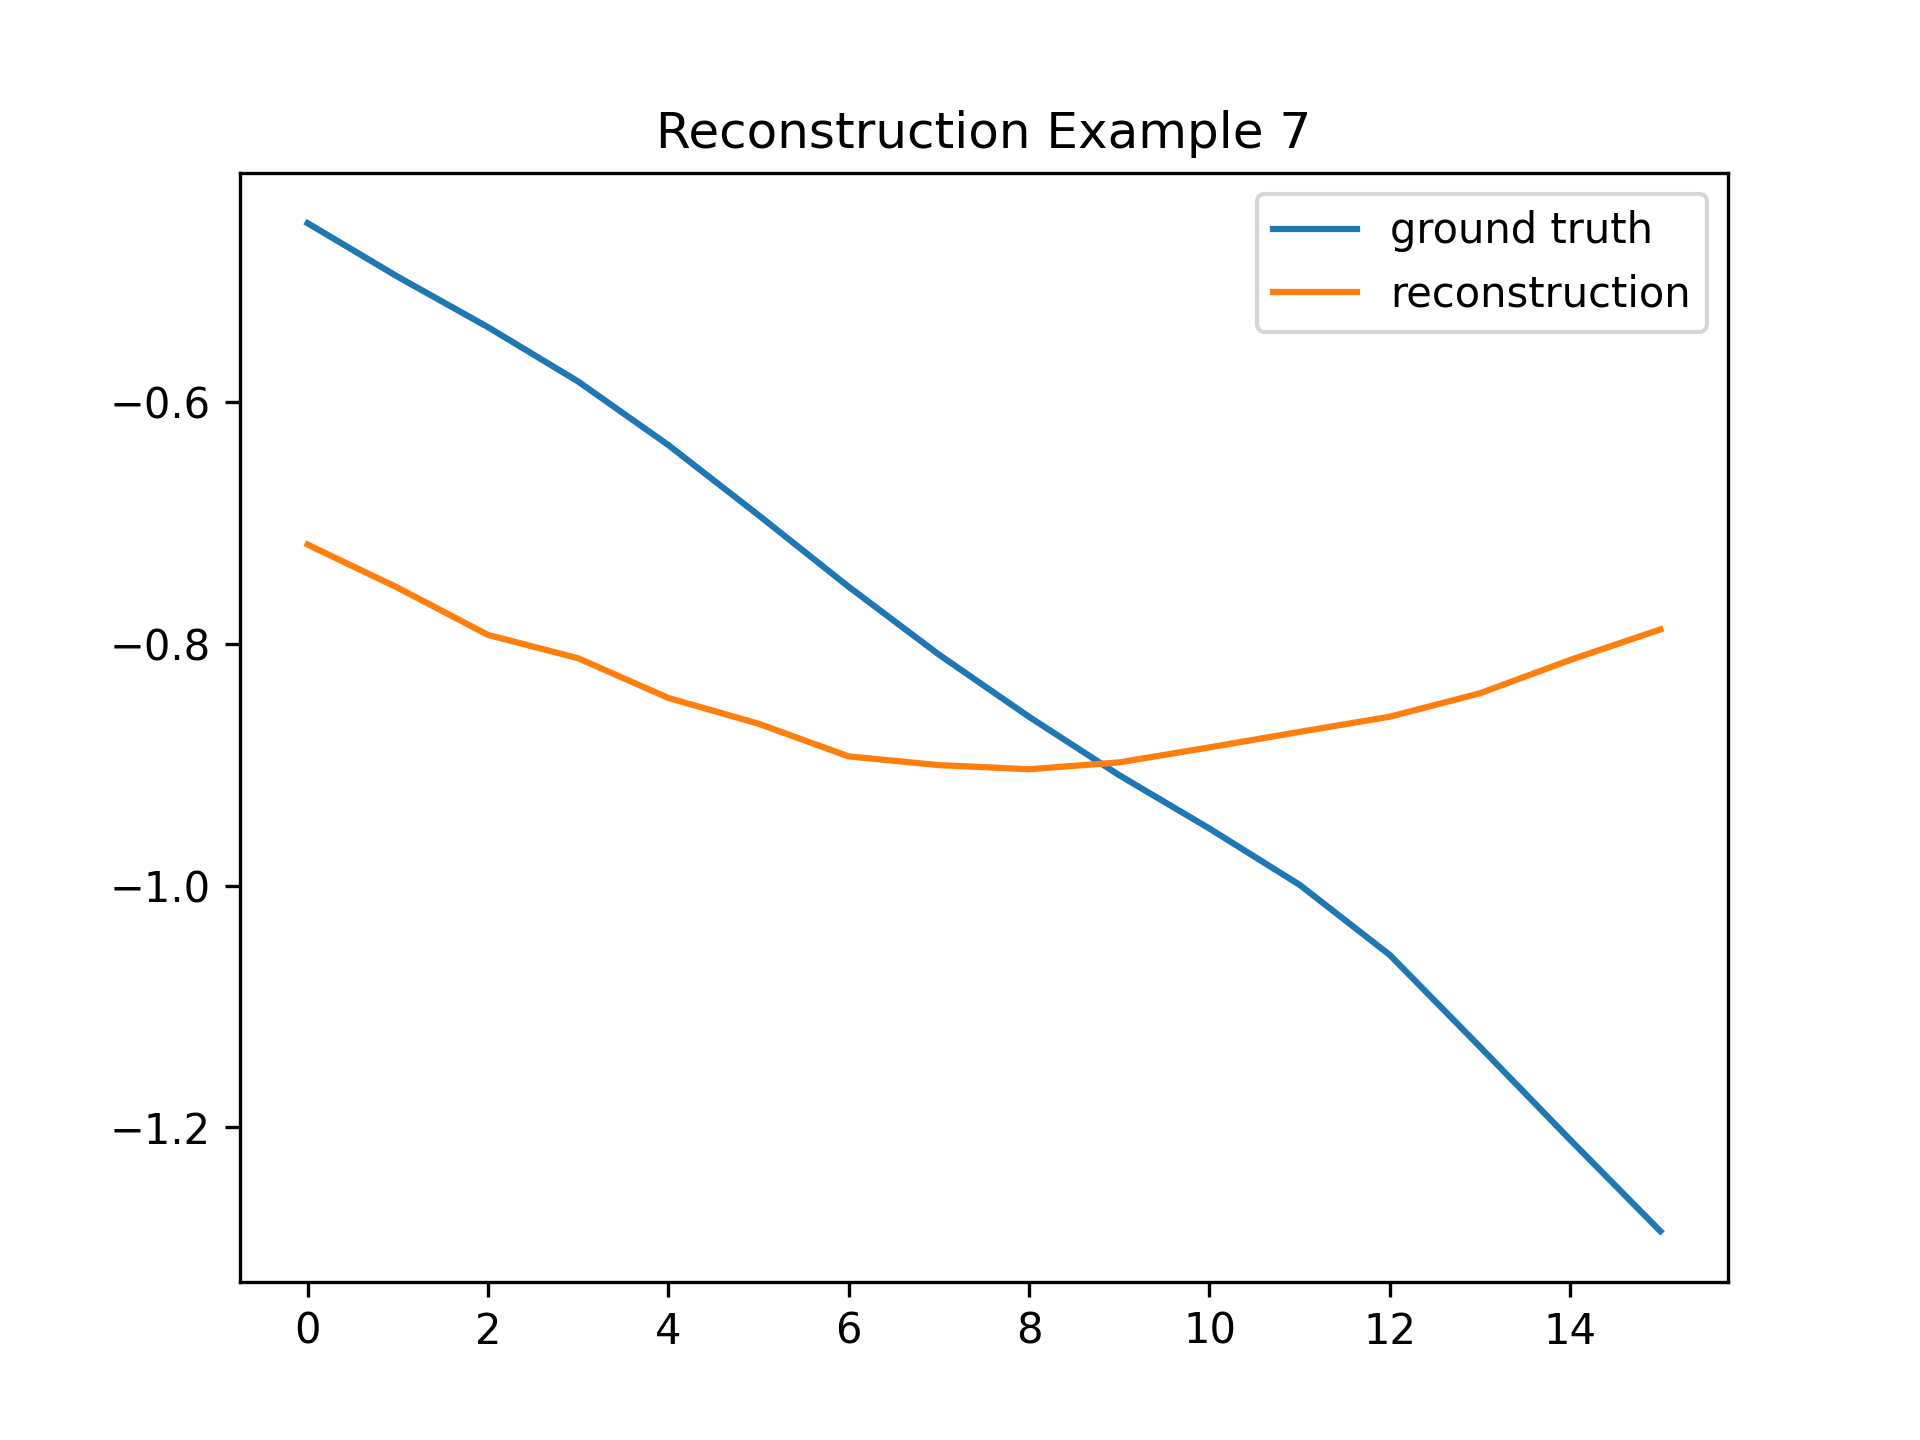 Reconstruction Example 7
ground truth
reconstruction
−0.6
−0.8
−1.0
−1.2
0 2 4 6 8 10 12 14